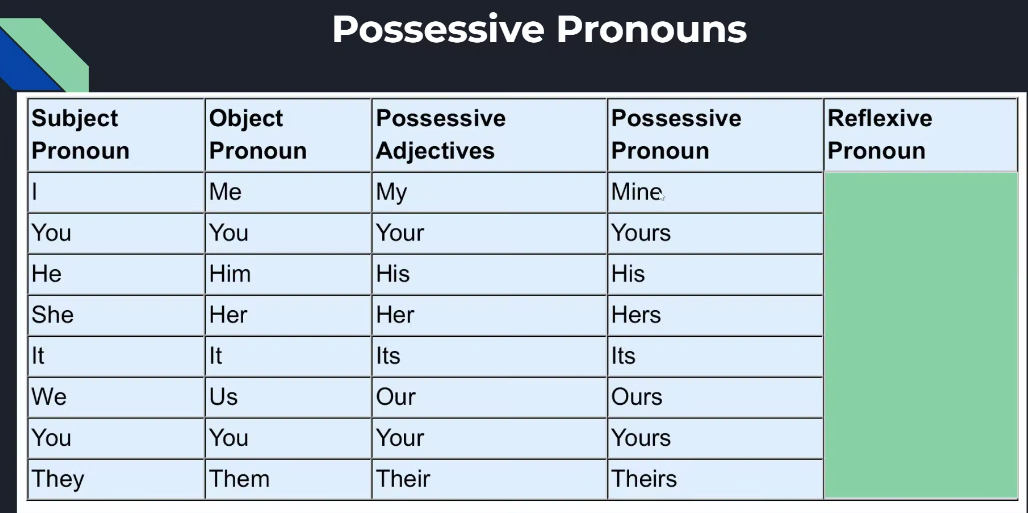 Possessive Pronouns
Subject Pronoun Object Pronoun Possessive Adjectives Possessive Pronoun Reflexive Pronoun
I Me My Mine
You You Your Yours
He Him His His
She Her Her Hers
It It Its Its
We Us Our Ours
You You Your Yours
They Them Their Theirs